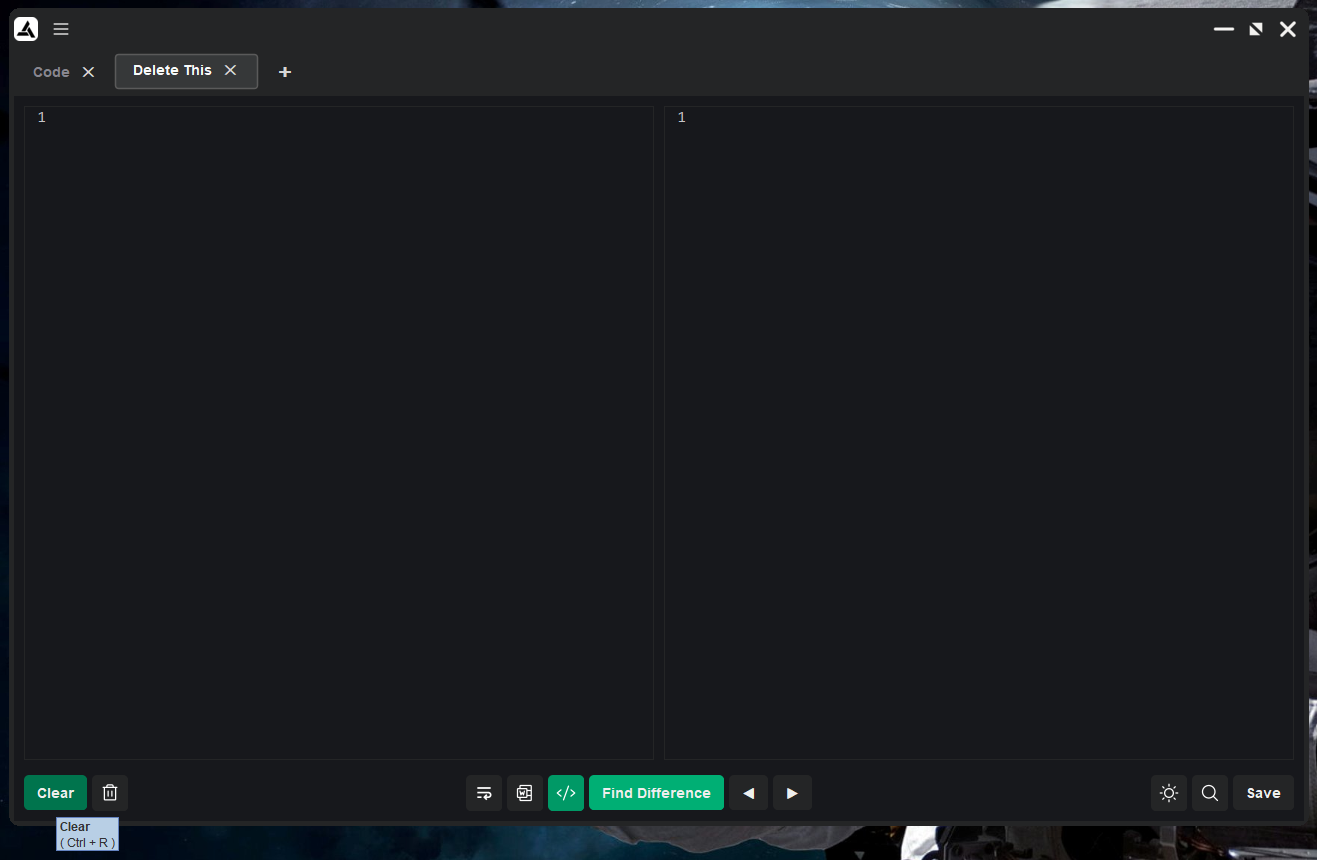 Code
Delete This
1
1
Clear
</>
Find Difference
Save
Clear
( Ctrl + R )